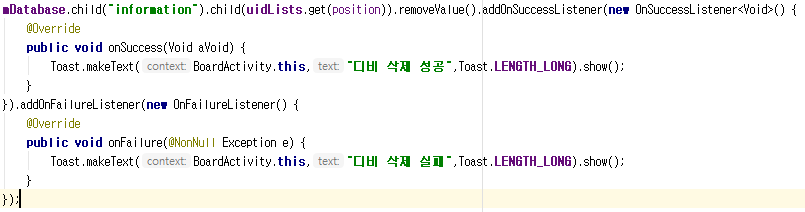 mDatabase.child("information").child(uidLists.get(position)).removeValue().addOnSuccessListener(new OnSuccessListener<Void>() {
@Override
public void onSuccess(Void aVoid) {
Toast.makeText( context: BoardActivity.this, text: "디비 삭제 성공",Toast.LENGTH_LONG).show();
}
}).addOnFailureListener(new OnFailureListener() {
@Override
public void onFailure(@NonNull Exception e) {
Toast.makeText( context: BoardActivity.this, text: "디비 삭제 실패",Toast.LENGTH_LONG).show();
}
});